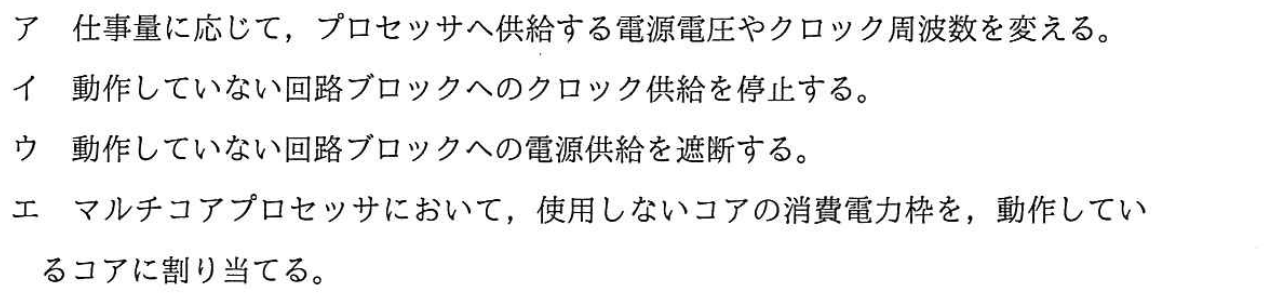 ア 仕事量に応じて，プロセッサへ供給する電源電圧やクロック周波数を変える。
イ 動作していない回路ブロックへのクロック供給を停止する。
ウ 動作していない回路ブロックへの電源供給を遮断する。
エ マルチコアプロセッサにおいて，使用しないコアの消費電力枠を，動作してい
るコアに割り当てる。